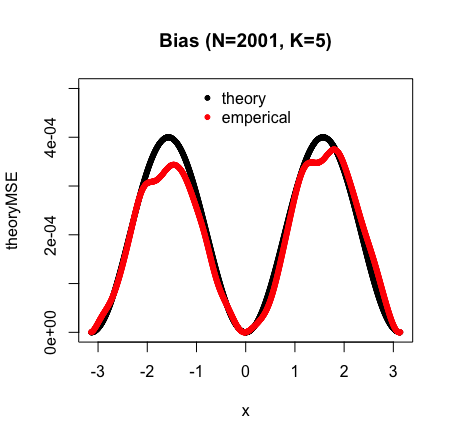 Bias (N=2001, K=5)
theory
emperical
theoryMSE
0e+00
2e-04
4e-04
-3
-2
-1
0
1
2
3
x